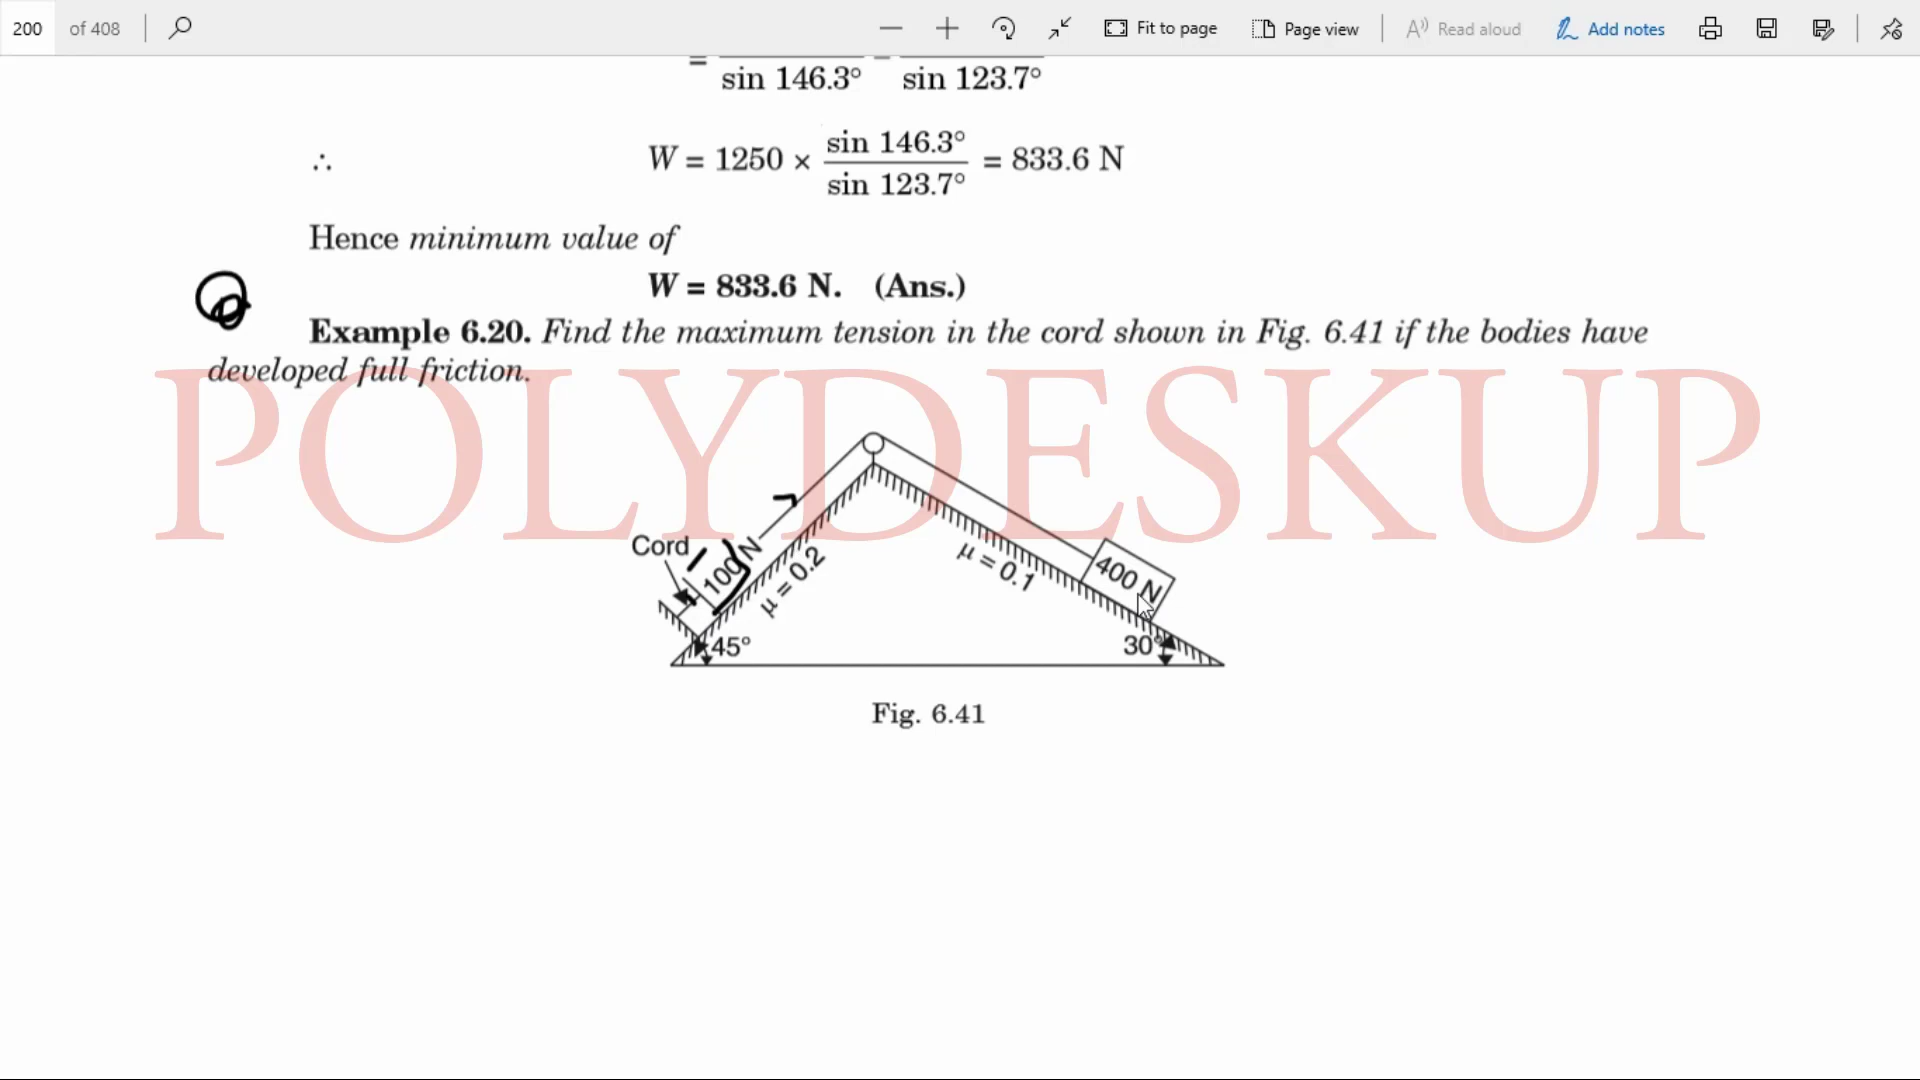 200 of 408 Fit to page Page view A Read aloud Add notes
= –
sin 146.3° sin 123.7°
∴ W = 1250 × sin 146.3° / sin 123.7° = 833.6 N
Hence minimum value of
W = 833.6 N. (Ans.)
Example 6.20. Find the maximum tension in the cord shown in Fig. 6.41 if the bodies have
developed full friction.
POLYDESKUP
Cord
100 N
μ = 0.2
μ = 0.1
400 N
45°
30°
Fig. 6.41